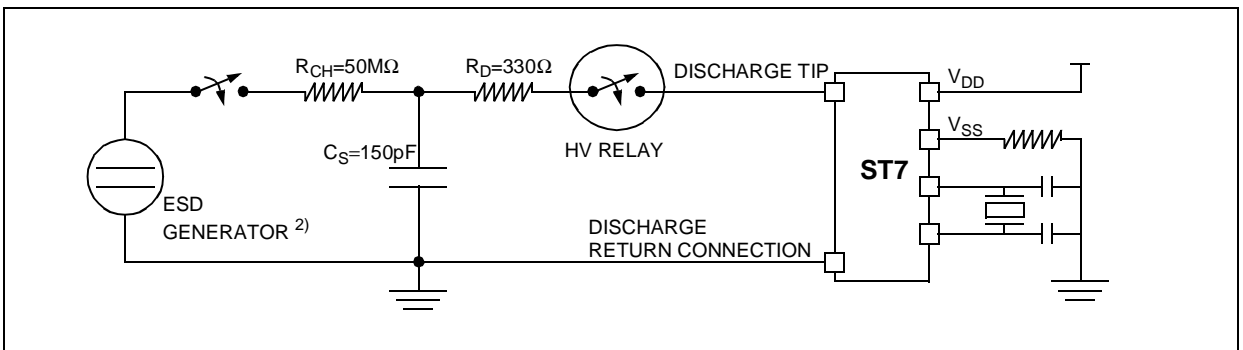 R_CH=50MΩ
R_D=330Ω
DISCHARGE TIP
V_DD
V_SS
C_S=150pF
HV RELAY
ST7
ESD
GENERATOR 2)
DISCHARGE
RETURN CONNECTION